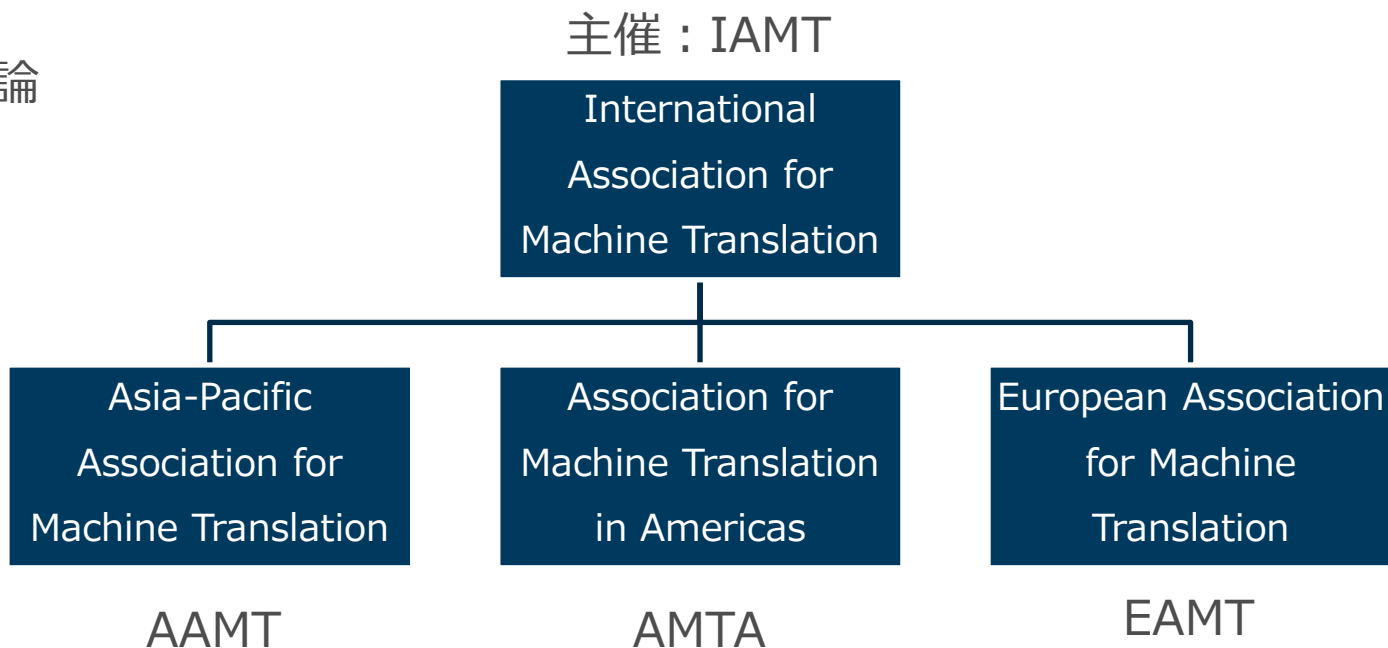 主催：IAMT
論
International
Association for
Machine Translation
Asia-Pacific
Association for
Machine Translation
Association for
Machine Translation
in Americas
European Association
for Machine
Translation
AAMT
AMTA
EAMT